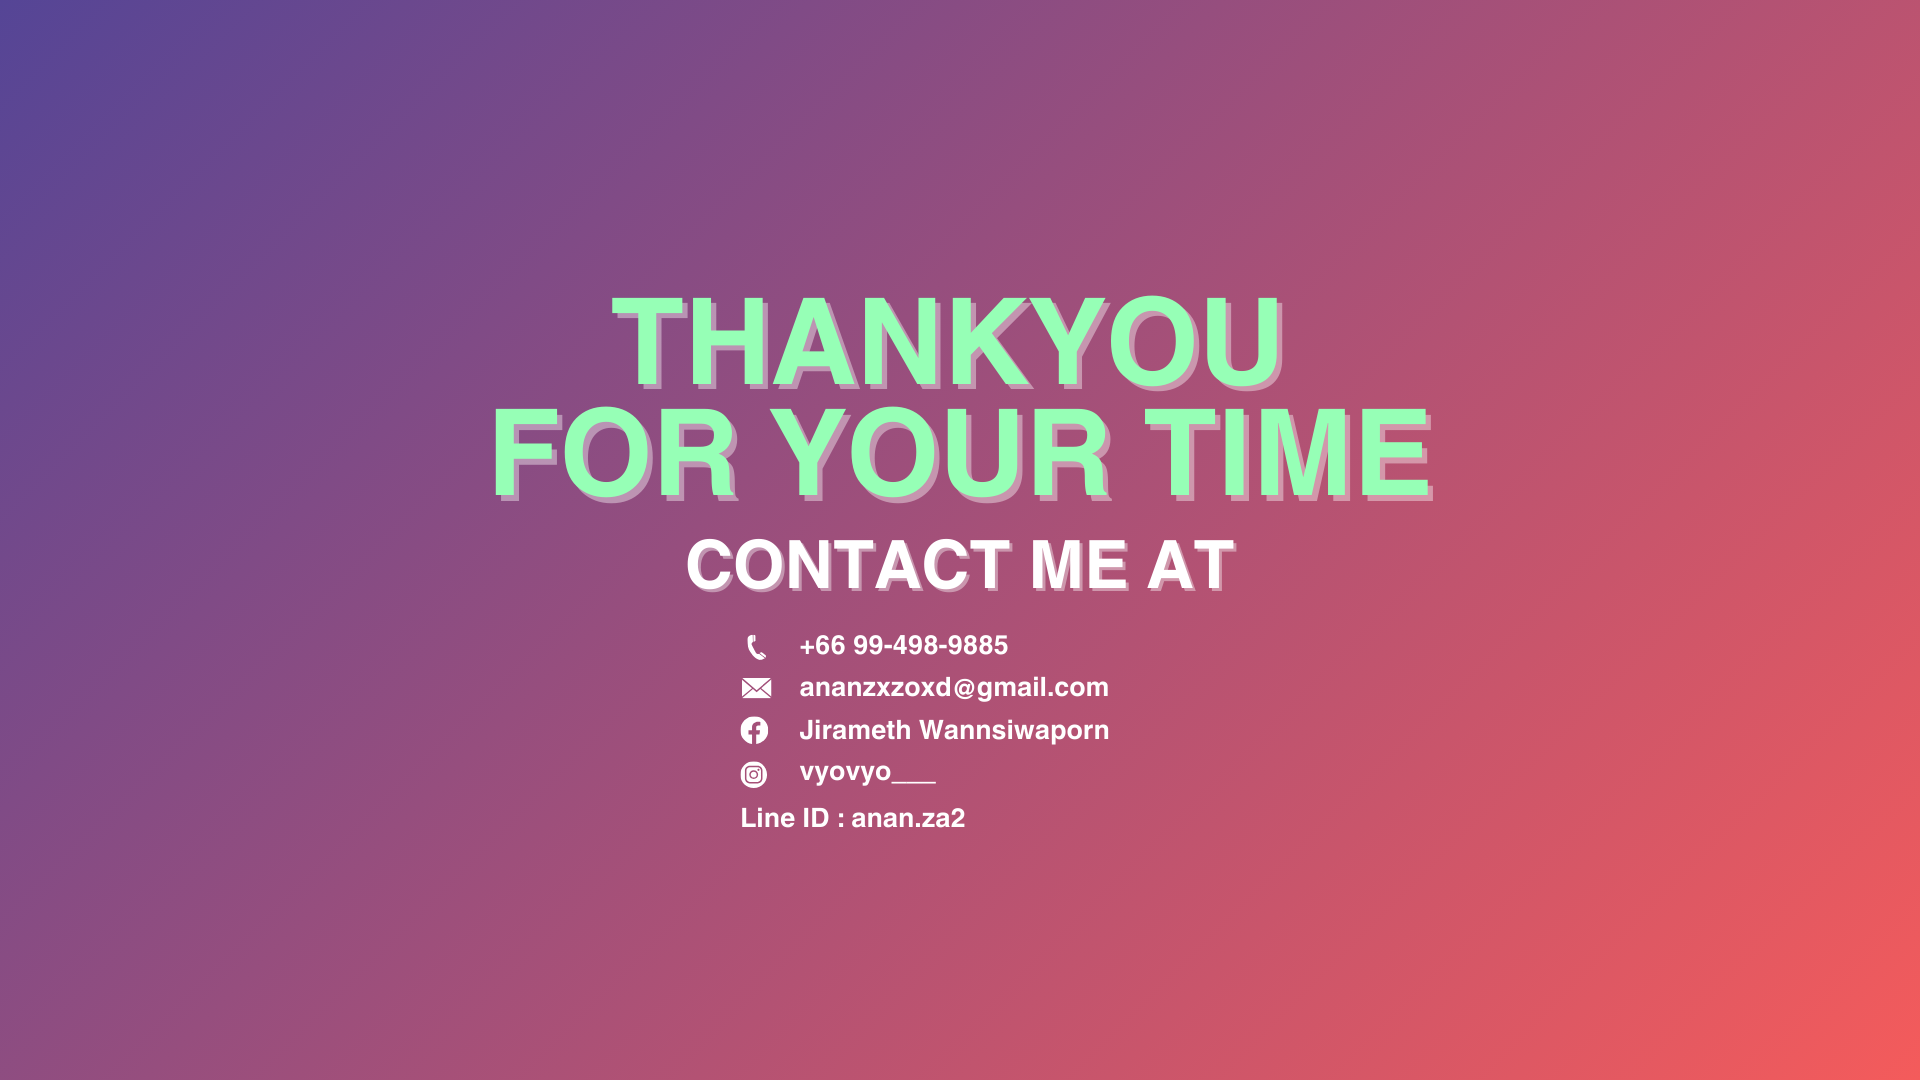 THANKYOU
FOR YOUR TIME
CONTACT ME AT
+66 99-498-9885
ananzxzoxd@gmail.com
Jirameth Wannsiwaporn
vyovyo___
Line ID : anan.za2